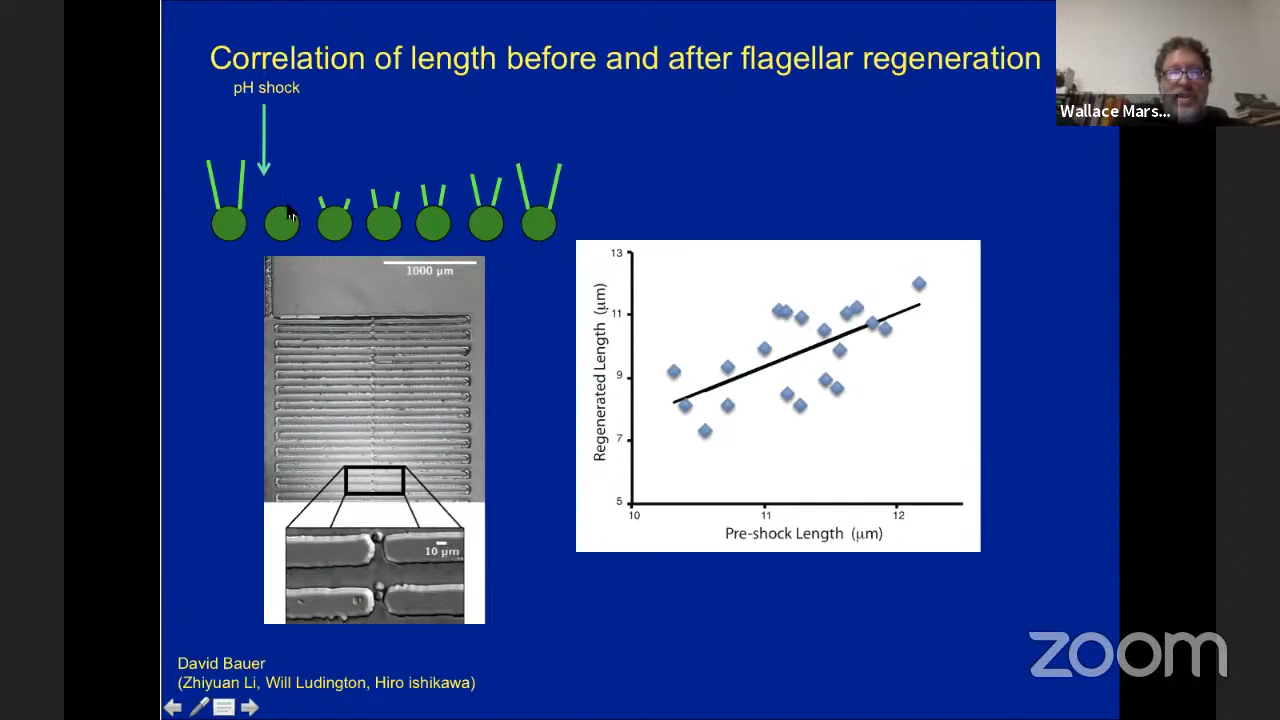 Correlation of length before and after flagellar regeneration
pH shock
Wallace Mars...
1000 μm
10 μm
Regenerated Length (μm)
13
11
9
7
5
10
11
12
Pre-shock Length (μm)
David Bauer
(Zhiyuan Li, Will Ludington, Hiro ishikawa)
zoom